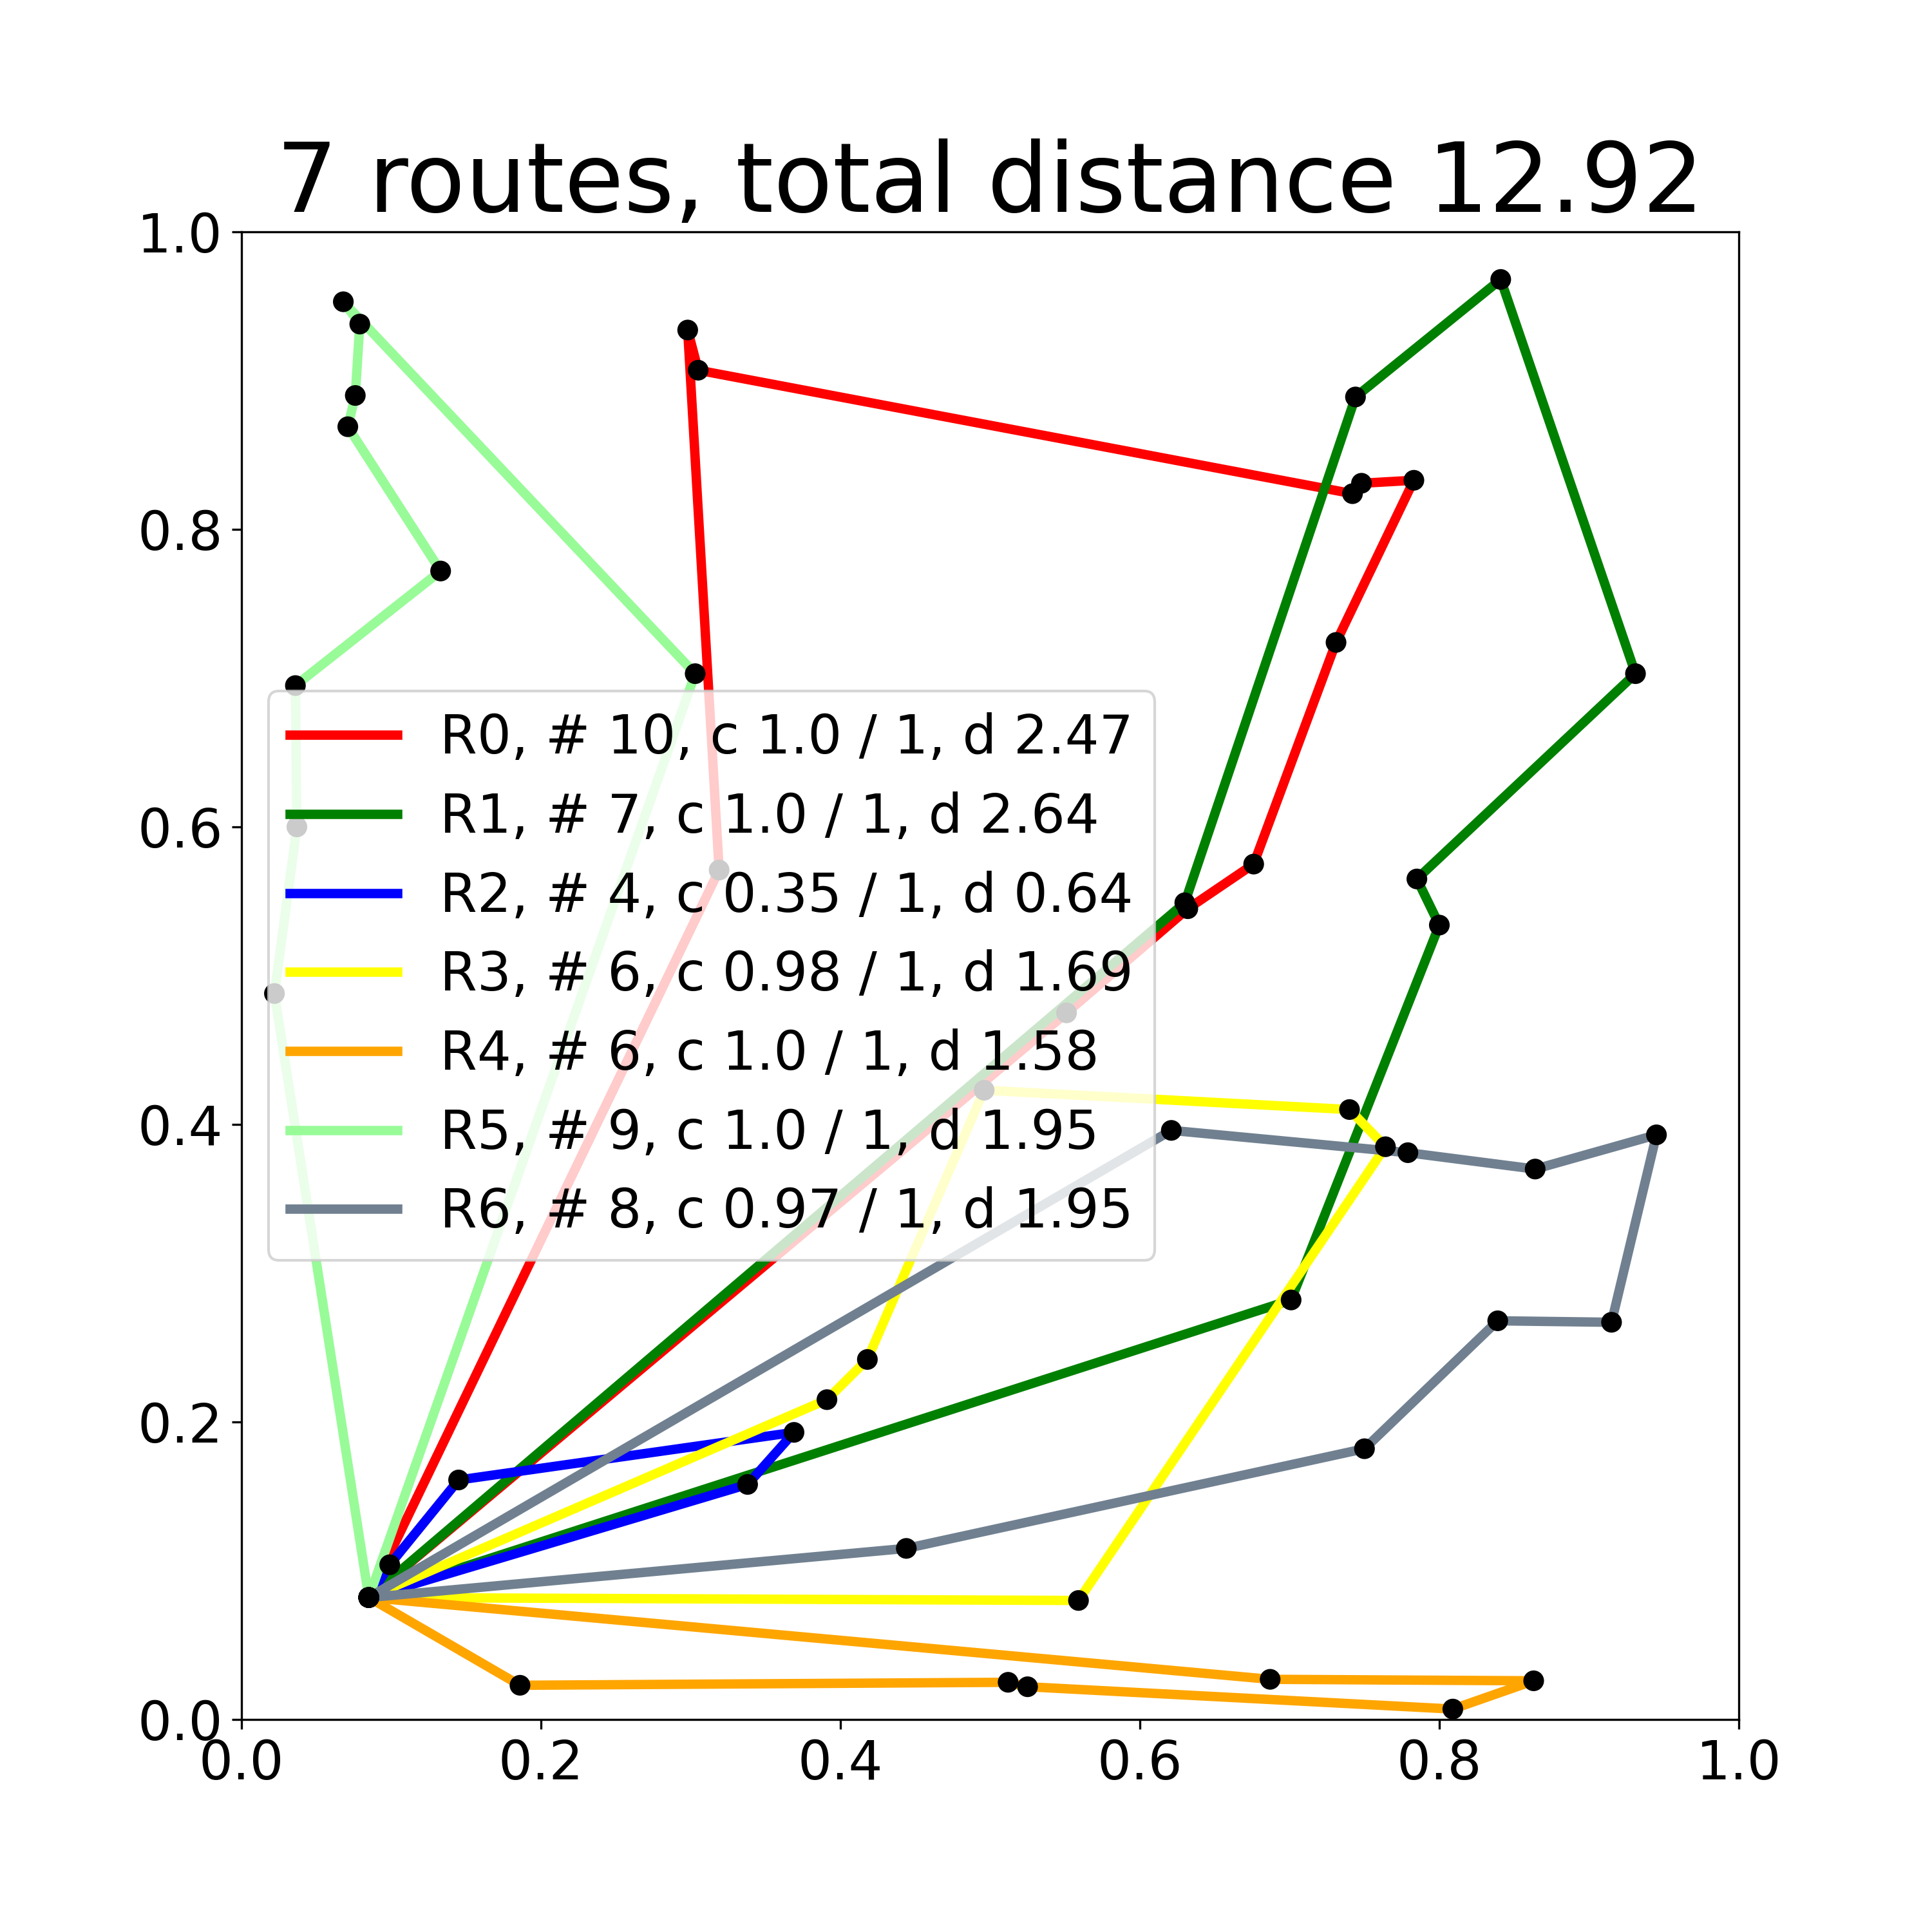 7 routes, total distance 12.92
1.0
0.8
0.6
0.4
0.2
0.0
R0, # 10, c 1.0 / 1, d 2.47
R1, # 7, c 1.0 / 1, d 2.64
R2, # 4, c 0.35 / 1, d 0.64
R3, # 6, c 0.98 / 1, d 1.69
R4, # 6, c 1.0 / 1, d 1.58
R5, # 9, c 1.0 / 1, d 1.95
R6, # 8, c 0.97 / 1, d 1.95
0.0 0.2 0.4 0.6 0.8 1.0